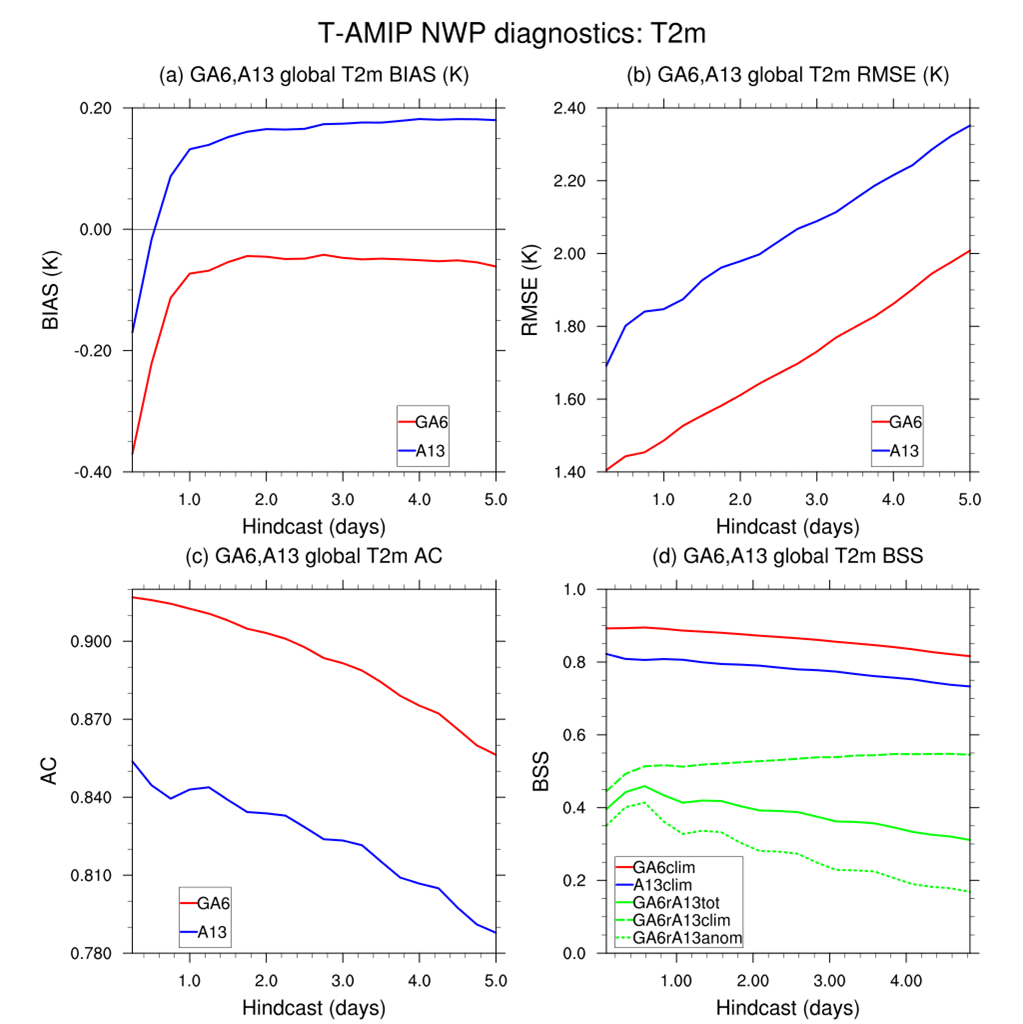 T-AMIP NWP diagnostics: T2m
(a) GA6,A13 global T2m BIAS (K)
0.20
0.00
-0.20
-0.40
BIAS (K)
GA6
A13
1.0 2.0 3.0 4.0 5.0
Hindcast (days)
(b) GA6,A13 global T2m RMSE (K)
2.40
2.20
2.00
1.80
1.60
1.40
RMSE (K)
GA6
A13
1.0 2.0 3.0 4.0 5.0
Hindcast (days)
(c) GA6,A13 global T2m AC
0.900
0.870
0.840
0.810
0.780
AC
GA6
A13
1.0 2.0 3.0 4.0 5.0
Hindcast (days)
(d) GA6,A13 global T2m BSS
1.0
0.8
0.6
0.4
0.2
0.0
BSS
GA6clim
A13clim
GA6rA13tot
GA6rA13clim
GA6rA13anom
1.00 2.00 3.00 4.00
Hindcast (days)